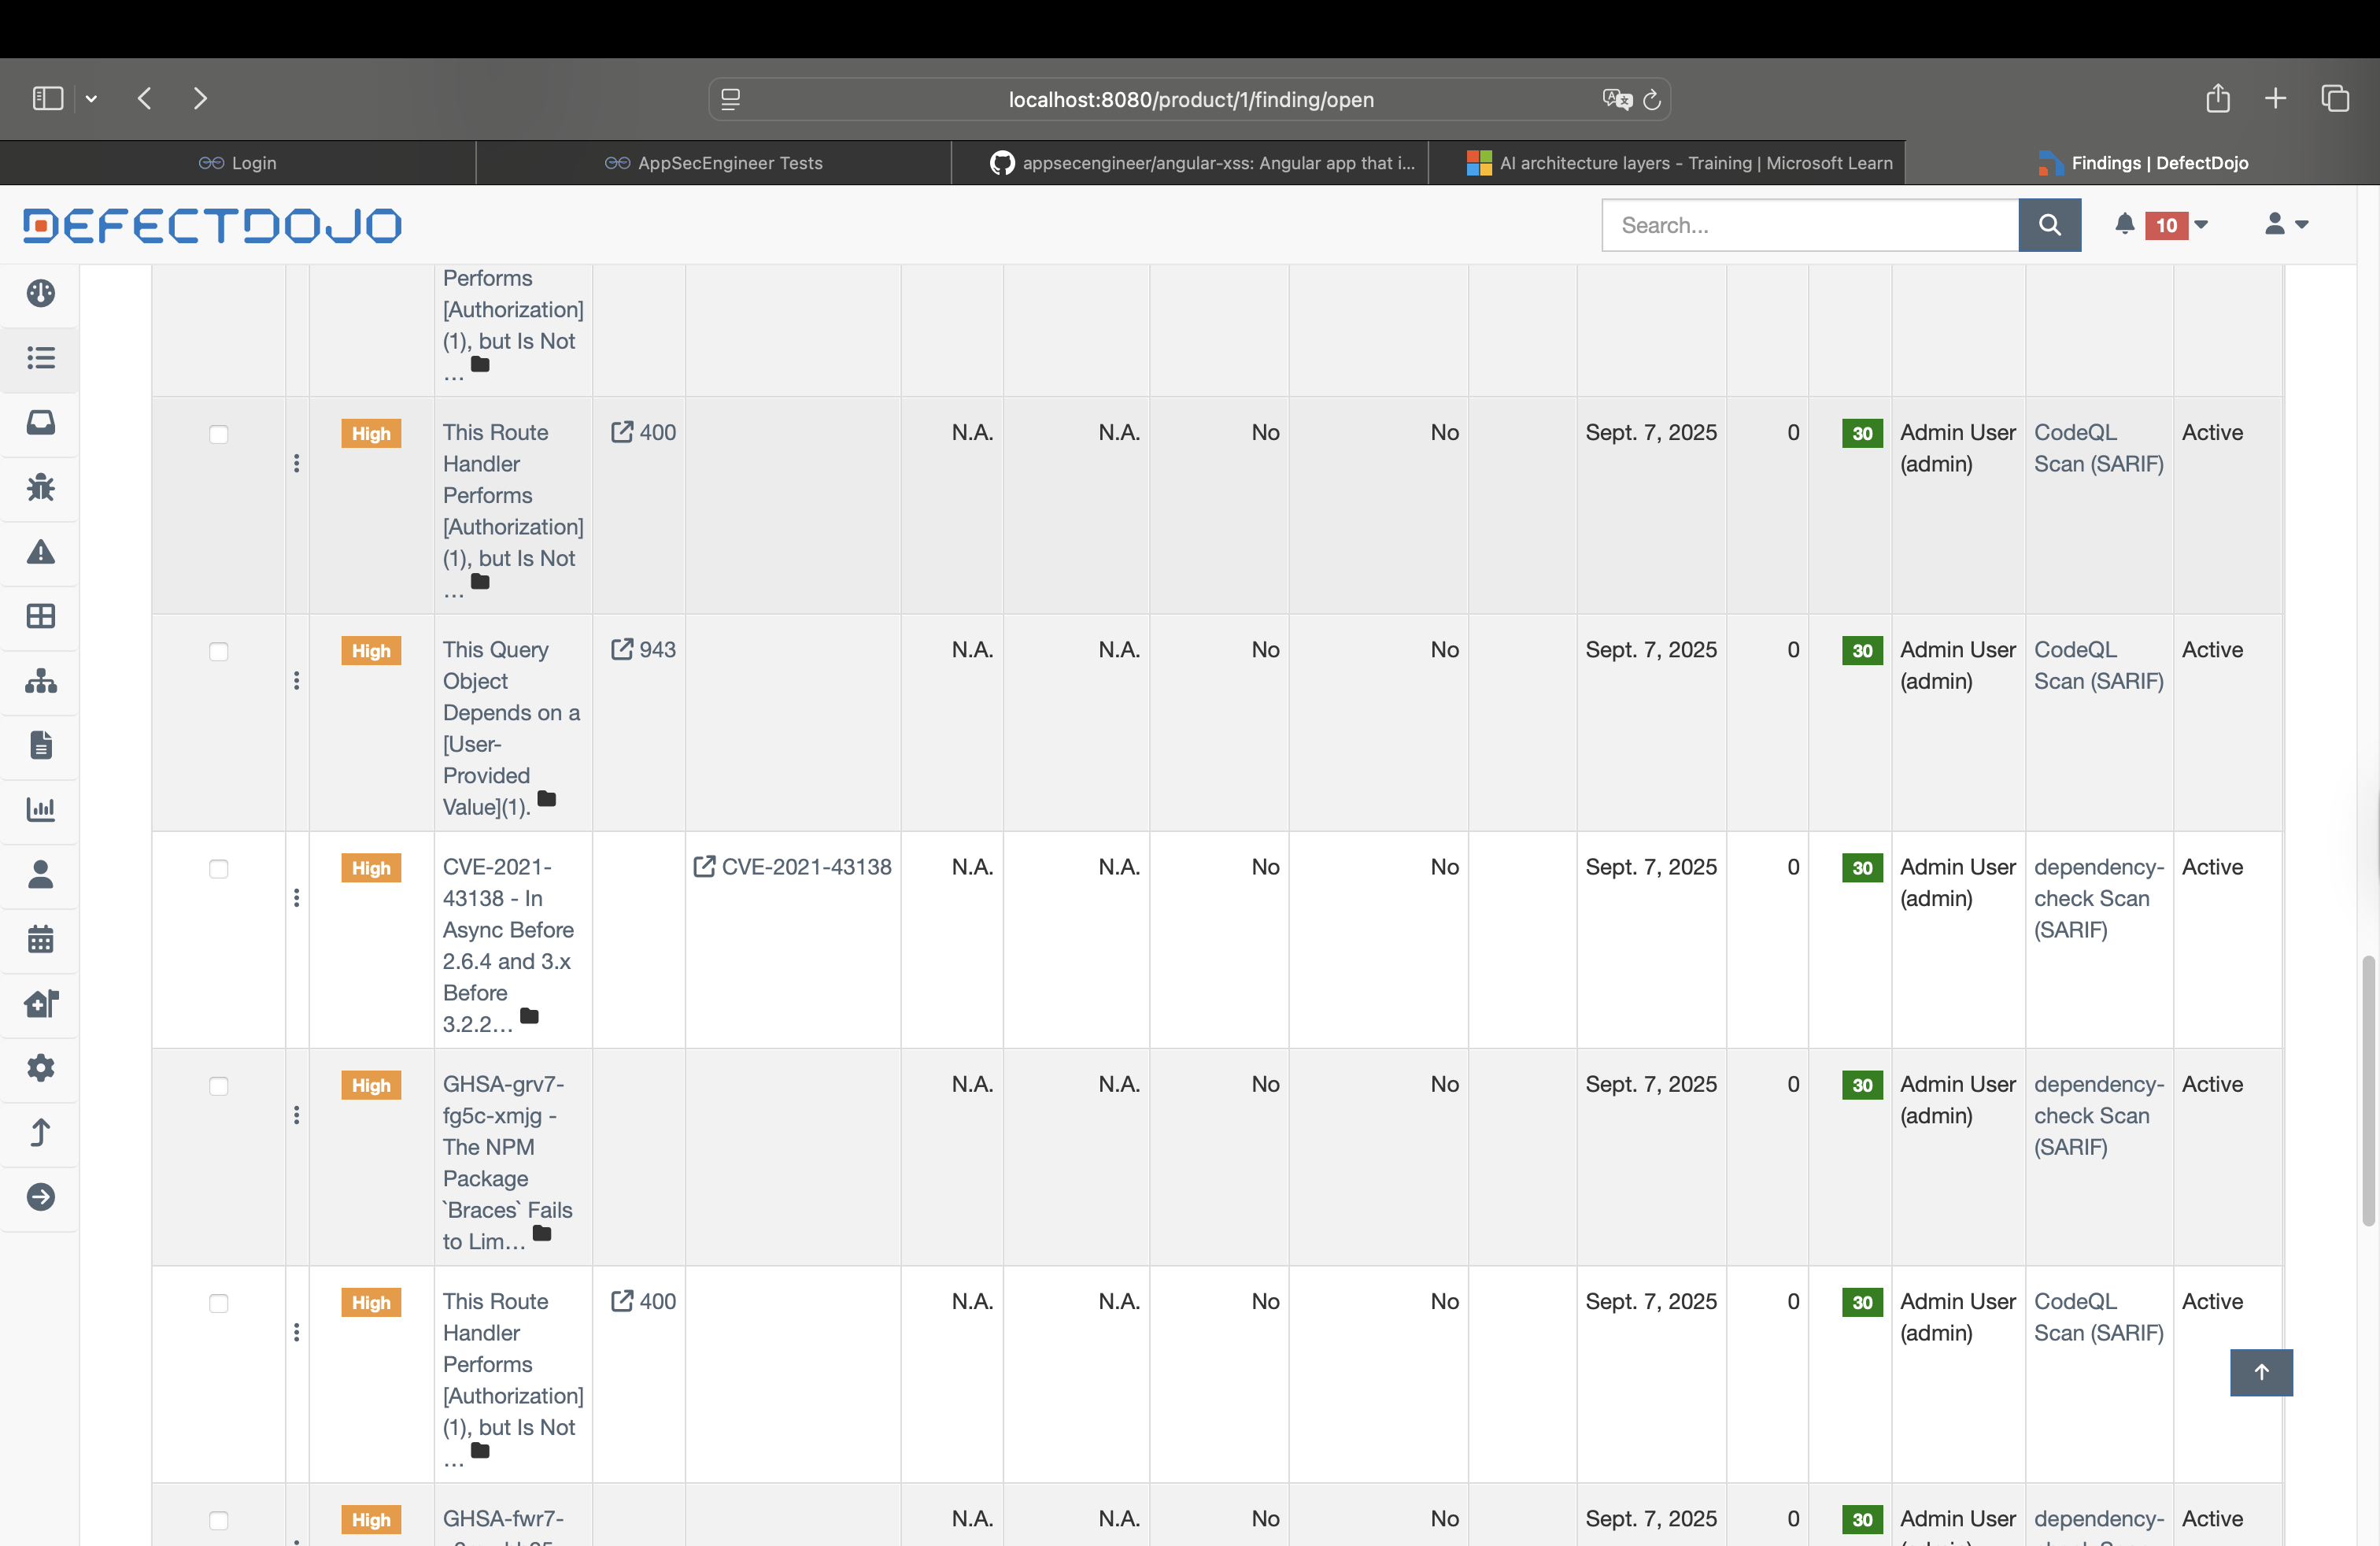 localhost:8080/product/1/finding/open
Login
AppSecEngineer Tests
appsecengineer/angular-xss: Angular app that i...
AI architecture layers - Training | Microsoft Learn
Findings | DefectDojo
DEFECTDOJO
Search...
10
Performs
[Authorization]
(1), but Is Not
...
High
This Route
Handler
Performs
[Authorization]
(1), but Is Not
...
400
N.A.
N.A.
No
No
Sept. 7, 2025
0
30
Admin User
(admin)
CodeQL
Scan (SARIF)
Active
High
This Query
Object
Depends on a
[User-
Provided
Value](1).
943
N.A.
N.A.
No
No
Sept. 7, 2025
0
30
Admin User
(admin)
CodeQL
Scan (SARIF)
Active
High
CVE-2021-
43138 - In
Async Before
2.6.4 and 3.x
Before
3.2.2...
CVE-2021-43138
N.A.
N.A.
No
No
Sept. 7, 2025
0
30
Admin User
(admin)
dependency-
check Scan
(SARIF)
Active
High
GHSA-grv7-
fg5c-xmjg -
The NPM
Package
`Braces` Fails
to Lim...
N.A.
N.A.
No
No
Sept. 7, 2025
0
30
Admin User
(admin)
dependency-
check Scan
(SARIF)
Active
High
This Route
Handler
Performs
[Authorization]
(1), but Is Not
...
400
N.A.
N.A.
No
No
Sept. 7, 2025
0
30
Admin User
(admin)
CodeQL
Scan (SARIF)
Active
High
GHSA-fwr7-
N.A.
N.A.
No
No
Sept. 7, 2025
0
30
Admin User
dependency-
Active